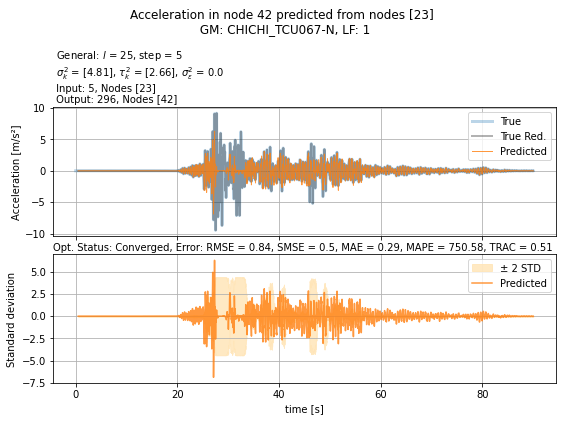 Acceleration in node 42 predicted from nodes [23]
GM: CHICHI_TCU067-N, LF: 1
General: l = 25, step = 5
σ²ₖ = [4.81], τ²ₖ = [2.66], σ²ε = 0.0
Input: 5, Nodes [23]
Output: 296, Nodes [42]
Acceleration [m/s²]
10
5
0
−5
−10
True
True Red.
Predicted
Opt. Status: Converged, Error: RMSE = 0.84, SMSE = 0.5, MAE = 0.29, MAPE = 750.58, TRAC = 0.51
Standard deviation
5.0
2.5
0.0
−2.5
−5.0
−7.5
± 2 STD
Predicted
0
20
40
60
80
time [s]